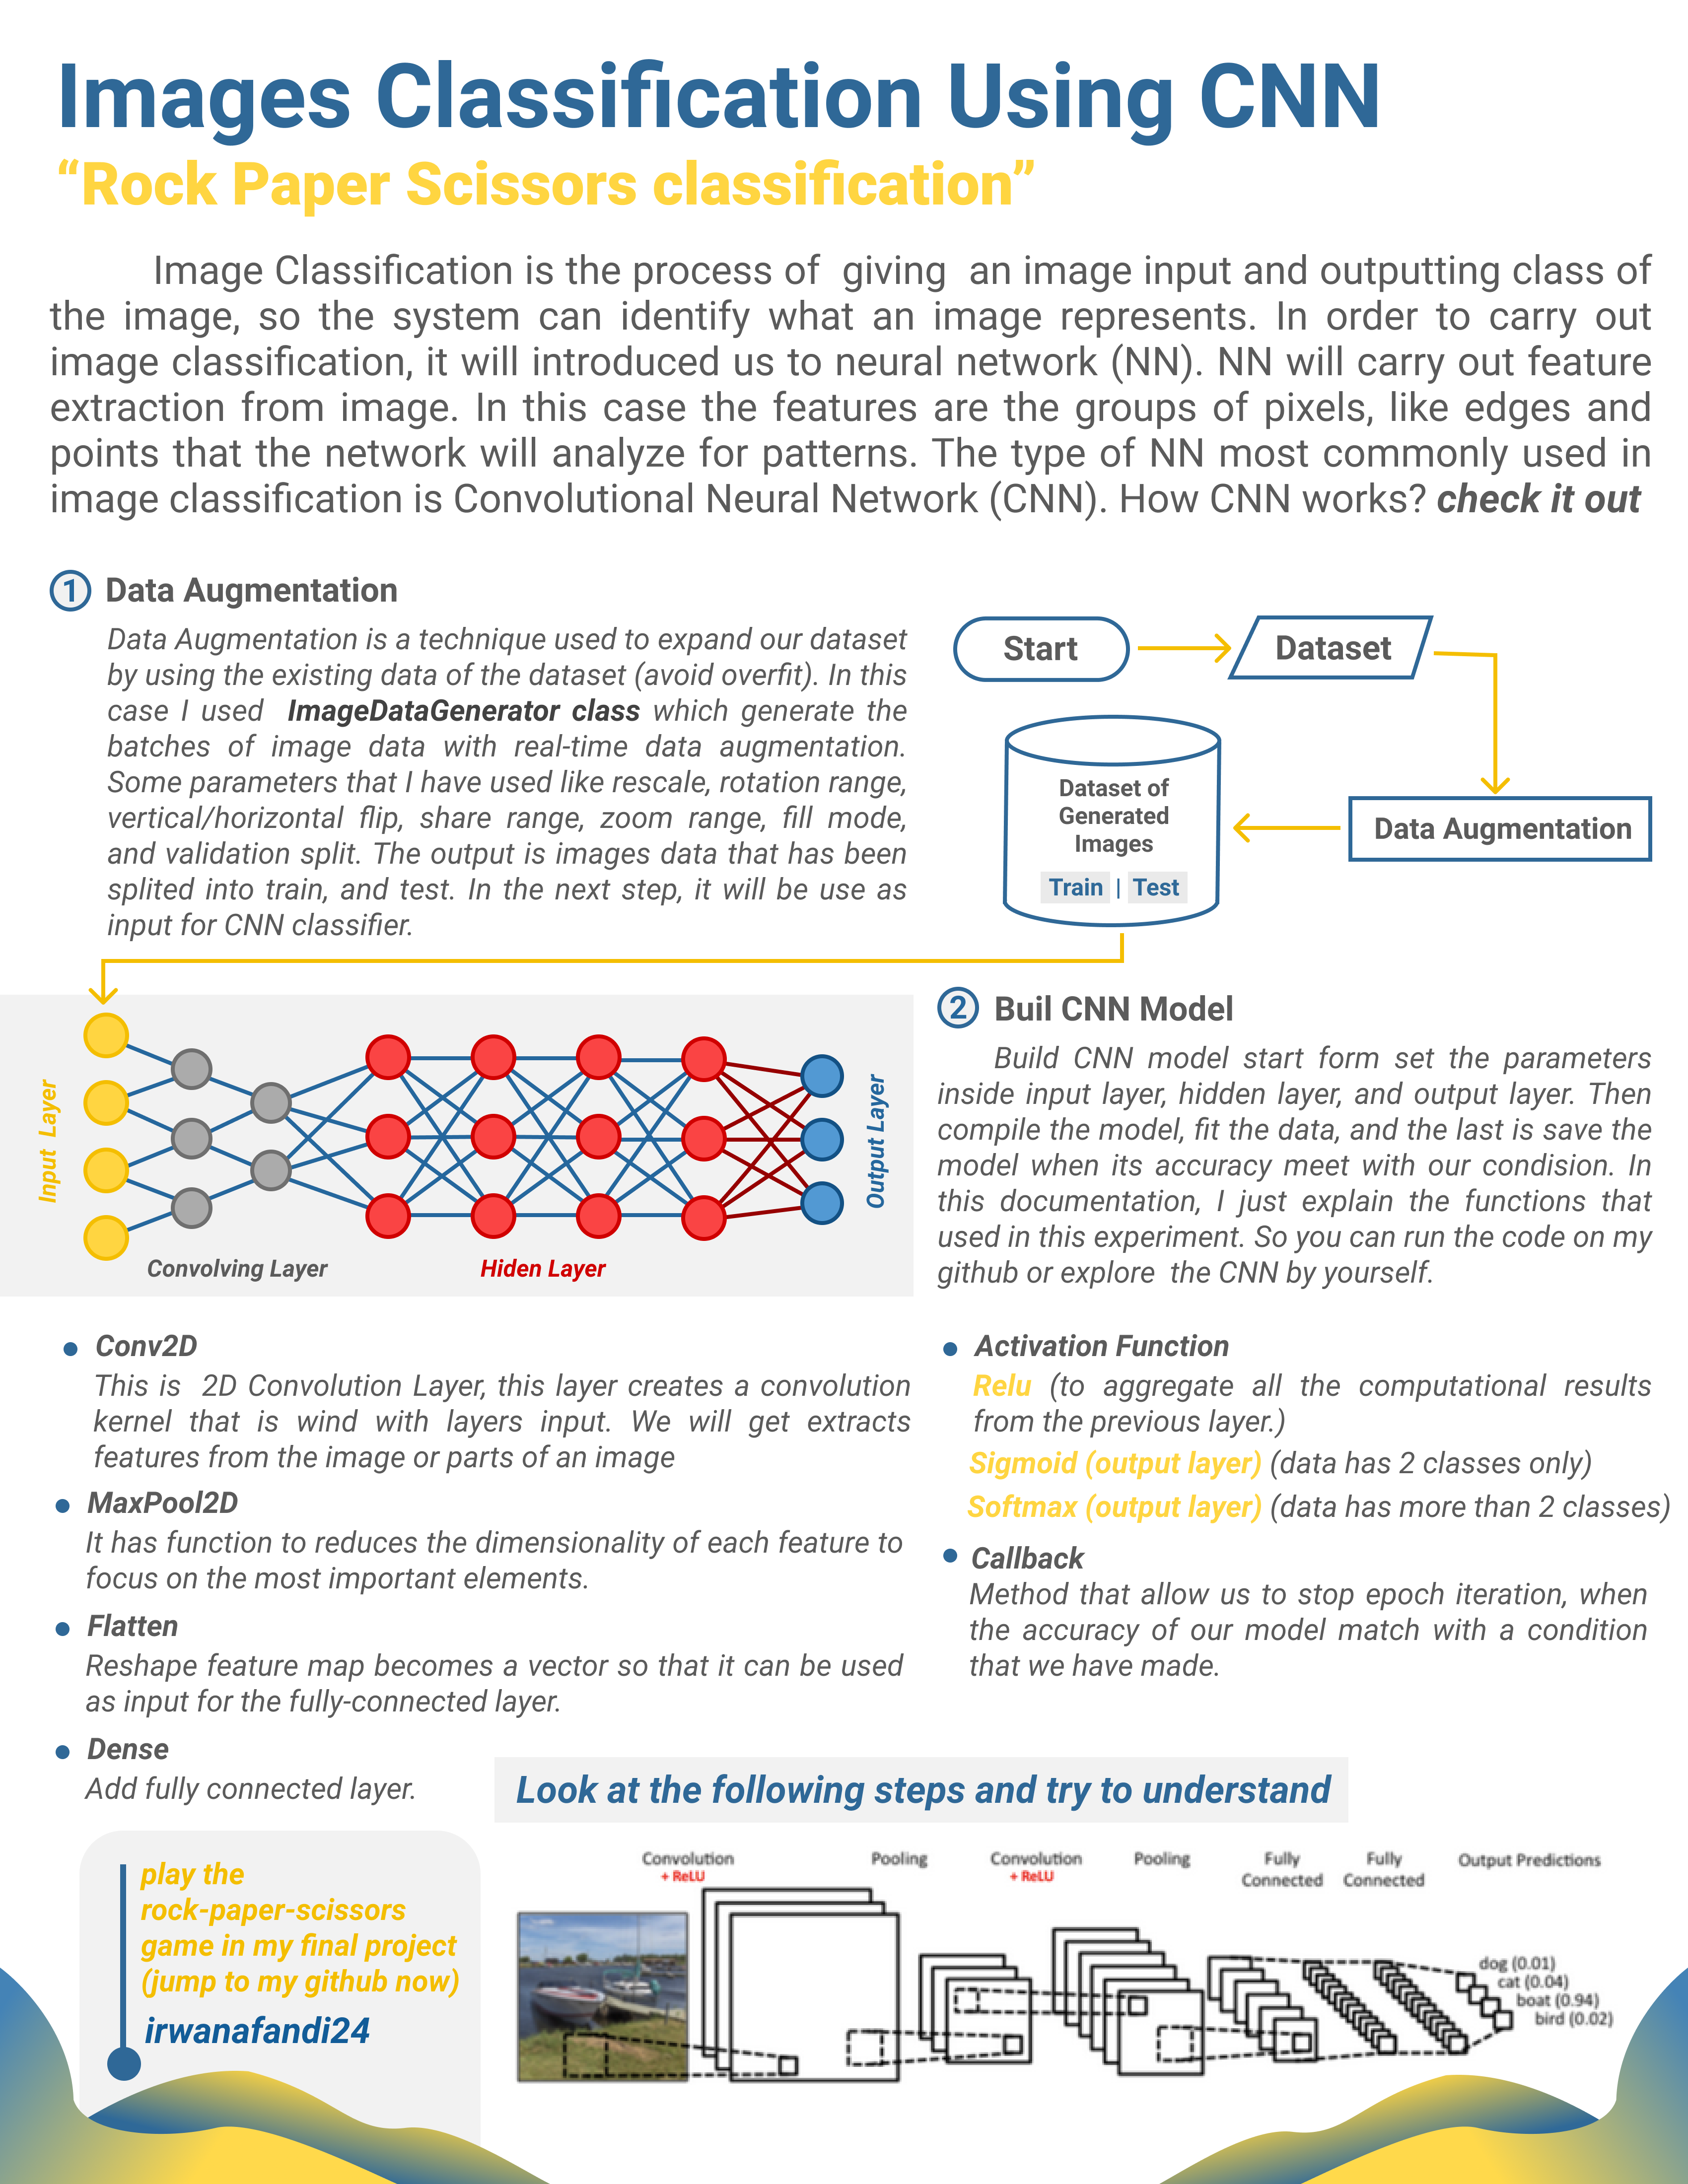 Images Classification Using CNN
“Rock Paper Scissors classification”
Image Classification is the process of giving an image input and outputting class of
the image, so the system can identify what an image represents. In order to carry out
image classification, it will introduced us to neural network (NN). NN will carry out feature
extraction from image. In this case the features are the groups of pixels, like edges and
points that the network will analyze for patterns. The type of NN most commonly used in
image classification is Convolutional Neural Network (CNN). How CNN works? check it out
1 Data Augmentation
Data Augmentation is a technique used to expand our dataset
by using the existing data of the dataset (avoid overfit). In this
case I used ImageDataGenerator class which generate the
batches of image data with real-time data augmentation.
Some parameters that I have used like rescale, rotation range,
vertical/horizontal flip, share range, zoom range, fill mode,
and validation split. The output is images data that has been
splited into train, and test. In the next step, it will be use as
input for CNN classifier.
Start
Dataset
Data Augmentation
Dataset of
Generated
Images
Train | Test
Input Layer
Convolving Layer
Hiden Layer
Output Layer
2 Buil CNN Model
Build CNN model start form set the parameters
inside input layer, hidden layer, and output layer. Then
compile the model, fit the data, and the last is save the
model when its accuracy meet with our condision. In
this documentation, I just explain the functions that
used in this experiment. So you can run the code on my
github or explore the CNN by yourself.
Conv2D
This is 2D Convolution Layer, this layer creates a convolution
kernel that is wind with layers input. We will get extracts
features from the image or parts of an image
MaxPool2D
It has function to reduces the dimensionality of each feature to
focus on the most important elements.
Flatten
Reshape feature map becomes a vector so that it can be used
as input for the fully-connected layer.
Dense
Add fully connected layer.
Activation Function
Relu (to aggregate all the computational results
from the previous layer.)
Sigmoid (output layer) (data has 2 classes only)
Softmax (output layer) (data has more than 2 classes)
Callback
Method that allow us to stop epoch iteration, when
the accuracy of our model match with a condition
that we have made.
Look at the following steps and try to understand
play the
rock-paper-scissors
game in my final project
(jump to my github now)
irwanafandi24
Convolution
+ ReLU
Pooling
Convolution
+ ReLU
Pooling
Fully
Connected
Fully
Connected
Output Predictions
dog (0.01)
cat (0.04)
boat (0.94)
bird (0.02)